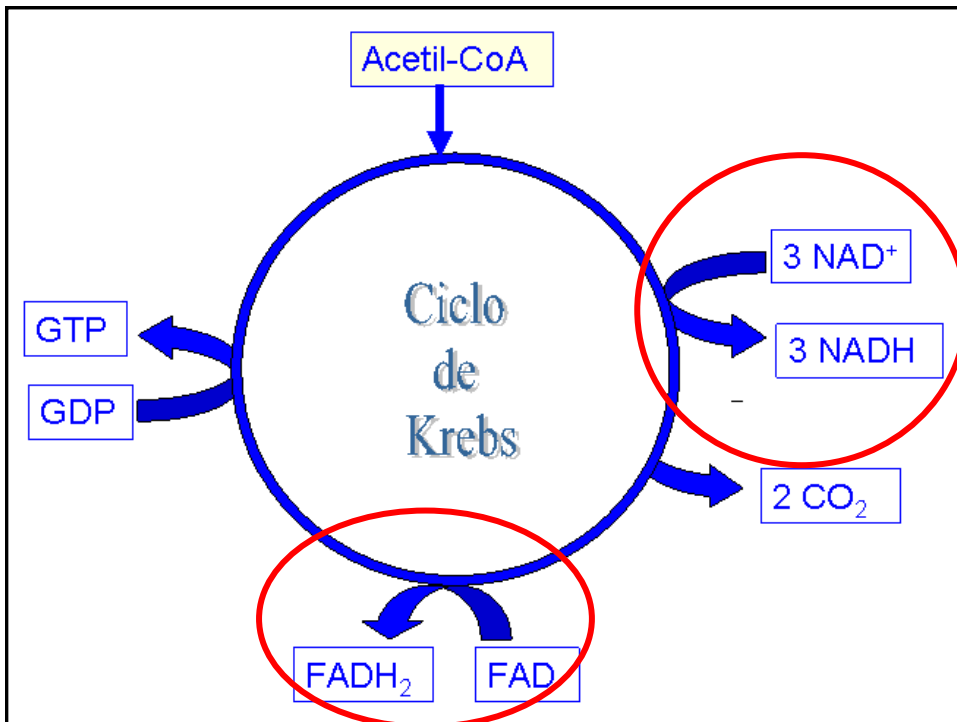 Acetil-CoA
3 NAD⁺
3 NADH
Ciclo
de
Krebs
GTP
GDP
2 CO₂
FADH₂
FAD